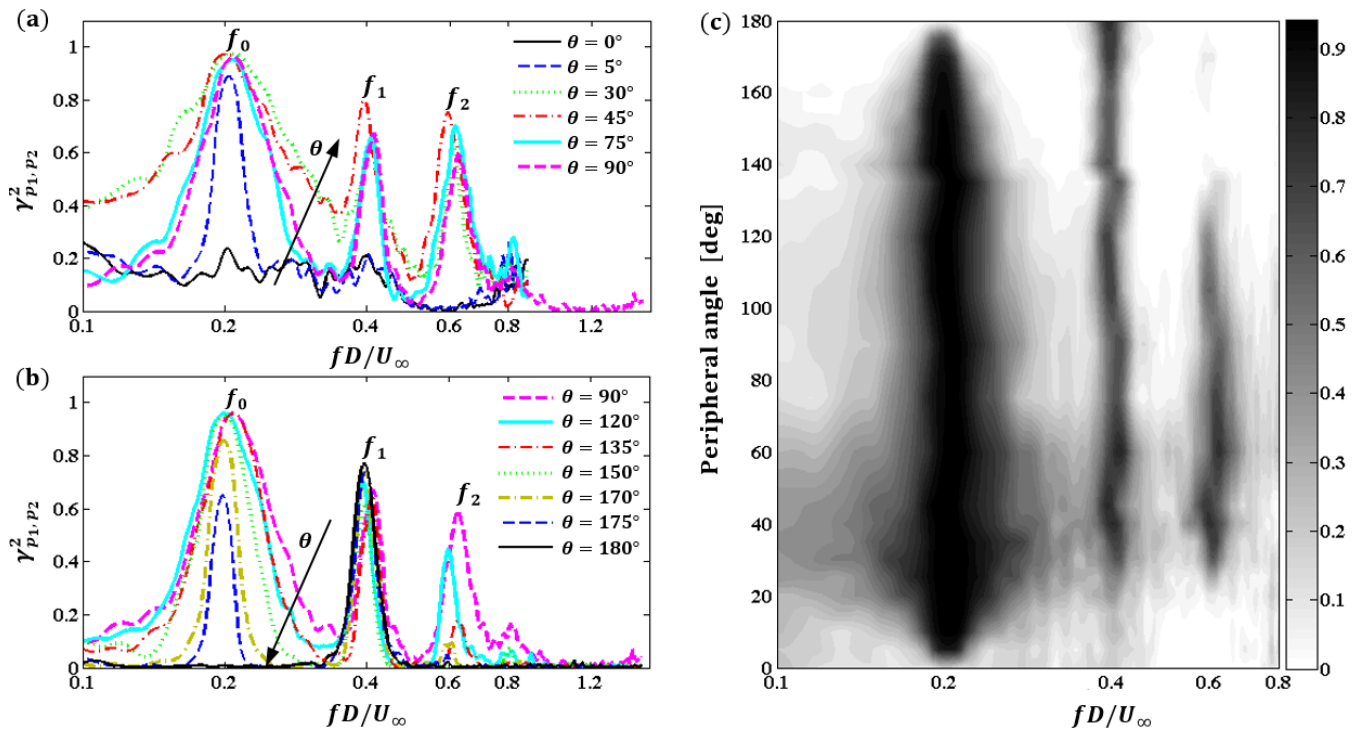 (a)
f₀
f₁
f₂
θ
θ = 0°
θ = 5°
θ = 30°
θ = 45°
θ = 75°
θ = 90°
1
0.8
0.6
0.4
0.2
0
γ²p₁, p₂
0.1 0.2 0.4 0.6 0.8 1.2
fD/U∞
(b)
f₀
f₁
f₂
θ
θ = 90°
θ = 120°
θ = 135°
θ = 150°
θ = 170°
θ = 175°
θ = 180°
1
0.8
0.6
0.4
0.2
0
γ²p₁, p₂
0.1 0.2 0.4 0.6 0.8 1.2
fD/U∞
(c)
180
160
140
120
100
80
60
40
20
0
Peripheral angle [deg]
0.1 0.2 0.4 0.6 0.8
fD/U∞
0.9
0.8
0.7
0.6
0.5
0.4
0.3
0.2
0.1
0